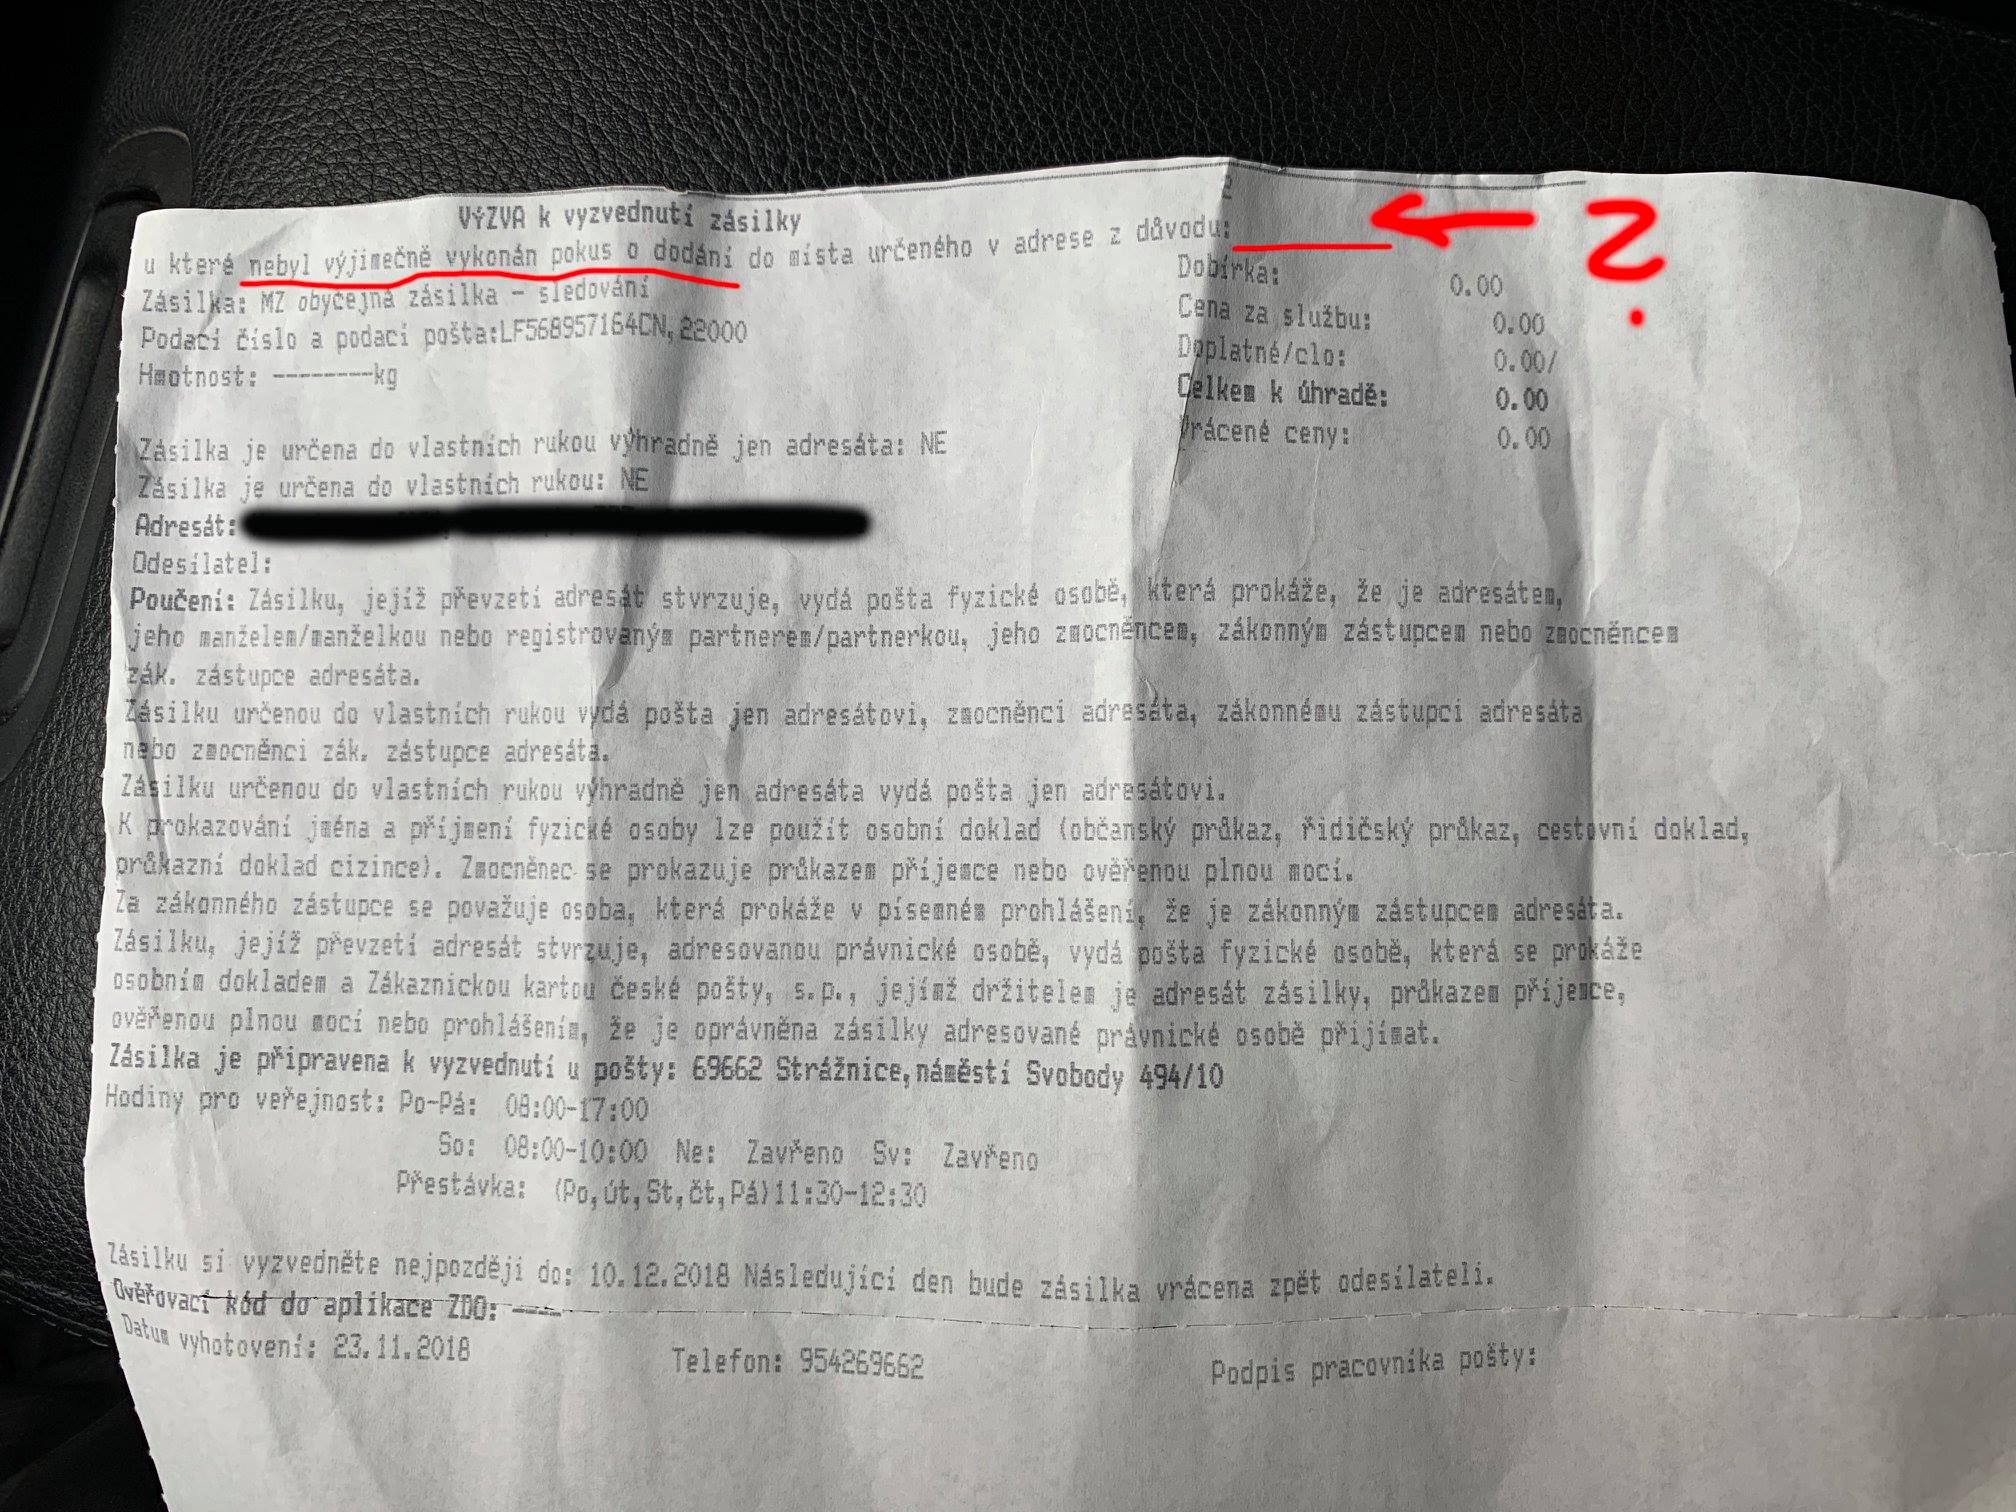 2
VÝZVA k vyzvednutí zásilky
u které nebyl výjimečně vykonán pokus o dodání do místa určeného v adrese z důvodu:
?
Zásilka: MZ obyčejná zásilka - sledování
Dobírka: 0.00
Podací číslo a podací pošta:LF568957164CN, 22000
Cena za službu: 0.00
Hmotnost: --------kg
Doplatné/clo: 0.00/
Celkem k úhradě: 0.00
Vrácené ceny: 0.00
Zásilka je určena do vlastních rukou výhradně jen adresáta: NE
Zásilka je určena do vlastních rukou: NE
Adresát:
Odesílatel:
Poučení: Zásilku, jejíž převzetí adresát stvrzuje, vydá pošta fyzické osobě, která prokáže, že je adresátem,
jeho manželem/manželkou nebo registrovaným partnerem/partnerkou, jeho zmocněncem, zákonným zástupcem nebo zmocněncem
zák. zástupce adresáta.
Zásilku určenou do vlastních rukou vydá pošta jen adresátovi, zmocněnci adresáta, zákonnému zástupci adresáta
nebo zmocněnci zák. zástupce adresáta.
Zásilku určenou do vlastních rukou výhradně jen adresáta vydá pošta jen adresátovi.
K prokazování jména a příjmení fyzické osoby lze použít osobní doklad (občanský průkaz, řidičský průkaz, cestovní doklad,
průkazní doklad cizince). Zmocněnec se prokazuje průkazem příjemce nebo ověřenou plnou mocí.
Za zákonného zástupce se považuje osoba, která prokáže v písemném prohlášení, že je zákonným zástupcem adresáta.
Zásilku, jejíž převzetí adresát stvrzuje, adresovanou právnické osobě, vydá pošta fyzické osobě, která se prokáže
osobním dokladem a Zákaznickou kartou české pošty, s.p., jejímž držitelem je adresát zásilky, průkazem příjemce,
ověřenou plnou mocí nebo prohlášením, že je oprávněna zásilky adresované právnické osobě přijímat.
Zásilka je připravena k vyzvednutí u pošty: 69662 Strážnice,náměstí Svobody 494/10
Hodiny pro veřejnost: Po-Pá: 08:00-17:00
So: 08:00-10:00 Ne: Zavřeno Sv: Zavřeno
Přestávka: (Po,út,St,čt,Pá)11:30-12:30
Zásilku si vyzvedněte nejpozději do: 10.12.2018 Následující den bude zásilka vrácena zpět odesílateli.
Ověřovací kód do aplikace ZDO: ----
Datum vyhotovení: 23.11.2018
Telefon: 954269662
Podpis pracovníka pošty: